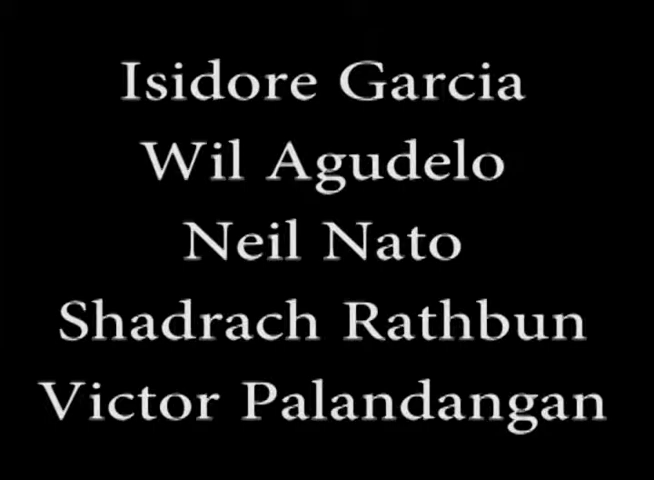 Isidore Garcia
Wil Agudelo
Neil Nato
Shadrach Rathbun
Victor Palandangan